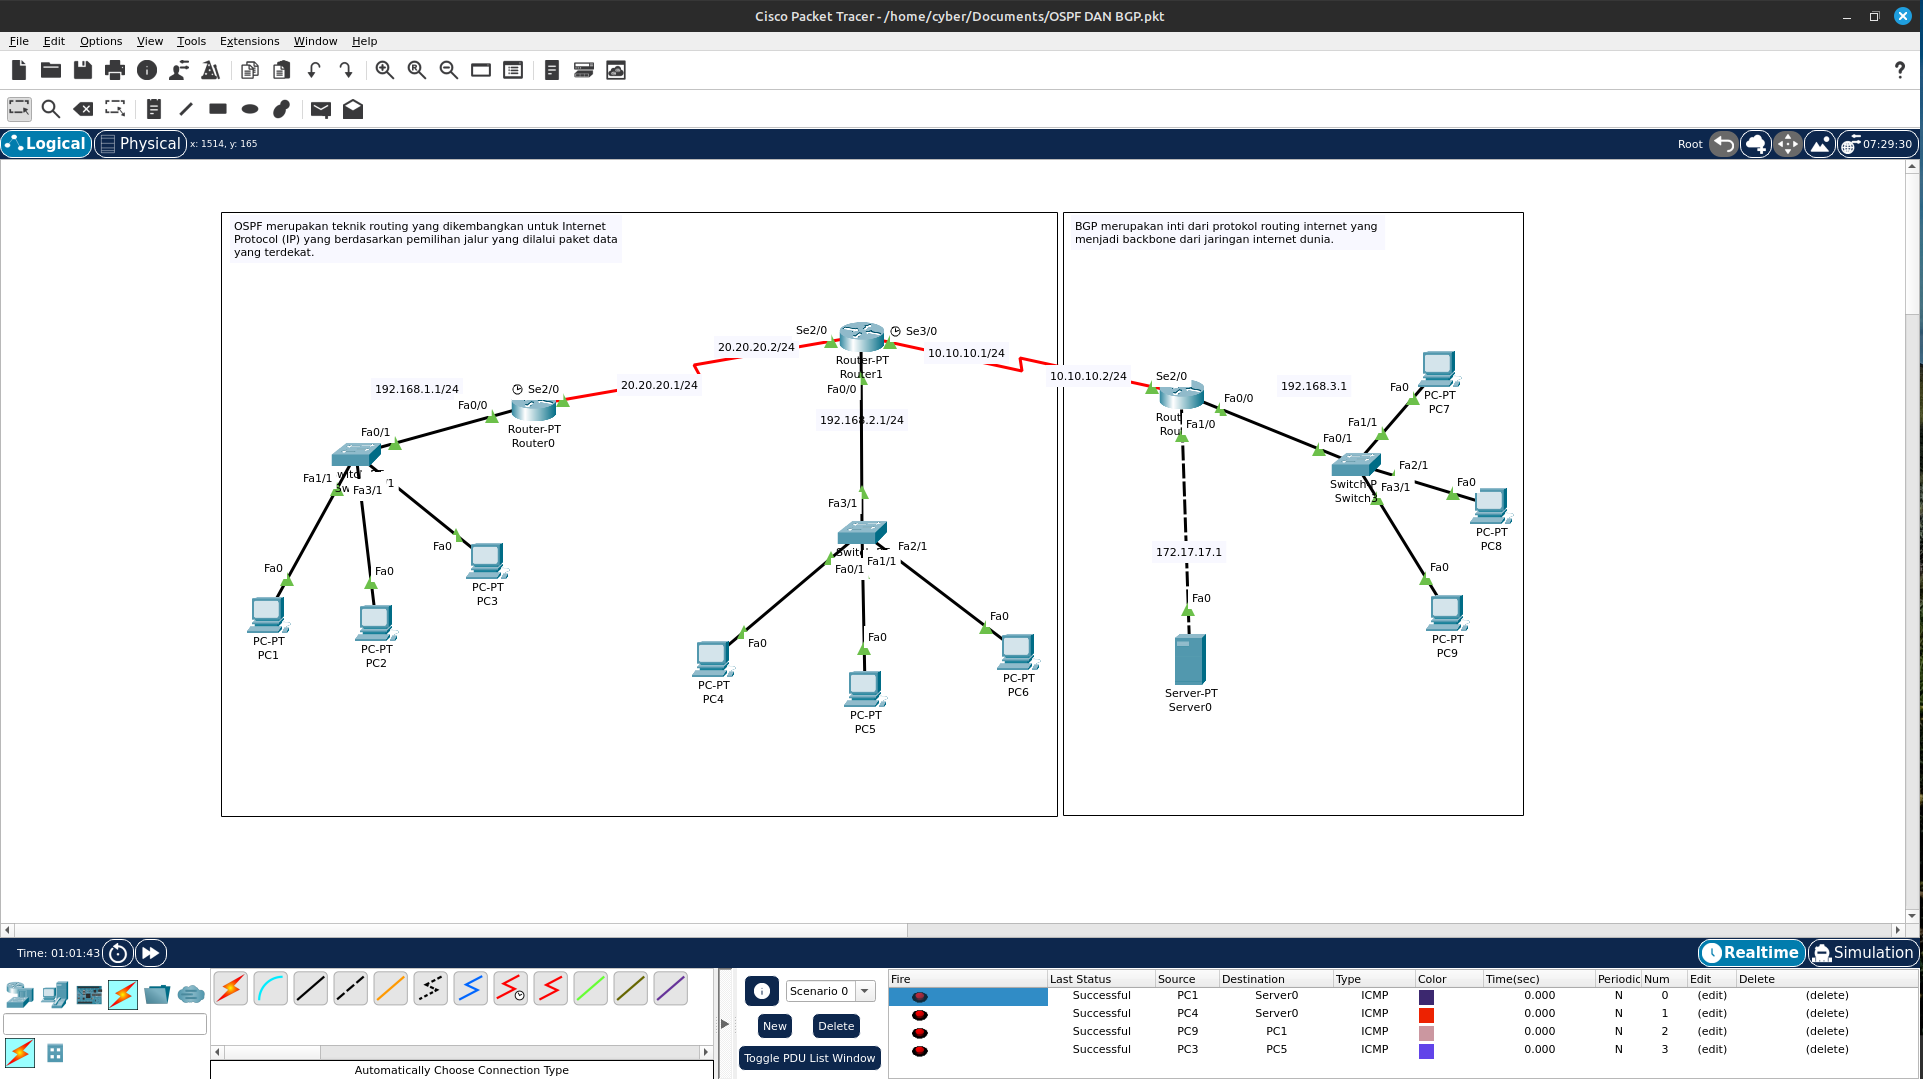 Cisco Packet Tracer - /home/cyber/Documents/OSPF DAN BGP.pkt
File Edit Options View Tools Extensions Window Help
?
Logical Physical x: 1514, y: 165
Root 07:29:30
OSPF merupakan teknik routing yang dikembangkan untuk Internet
Protocol (IP) yang berdasarkan pemilihan jalur yang dilalui paket data
yang terdekat.
BGP merupakan inti dari protokol routing internet yang
menjadi backbone dari jaringan internet dunia.
Se2/0
Se3/0
20.20.20.2/24
10.10.10.1/24
Router-PT
Router1
Fa0/0
192.168.2.1/24
20.20.20.1/24
192.168.1.1/24
Se2/0
Fa0/0
Router-PT
Router0
Fa0/1
Fa1/1
Fa3/1
Fa0
PC-PT
PC1
Fa0
PC-PT
PC2
Fa0
PC-PT
PC3
Fa3/1
Fa2/1
Fa1/1
Fa0/1
Fa0
PC-PT
PC4
Fa0
PC-PT
PC5
Fa0
PC-PT
PC6
10.10.10.2/24
Se2/0
Fa0/0
Fa1/0
192.168.3.1
172.17.17.1
Fa0
Server-PT
Server0
Fa0/1
Fa1/1
Fa2/1
Fa3/1
Fa0
PC-PT
PC7
Fa0
PC-PT
PC8
Fa0
PC-PT
PC9
Time: 01:01:43
Realtime Simulation
Scenario 0
New Delete
Toggle PDU List Window
Automatically Choose Connection Type
Fire Last Status Source Destination Type Color Time(sec) Periodic Num Edit Delete
Successful PC1 Server0 ICMP 0.000 N 0 (edit) (delete)
Successful PC4 Server0 ICMP 0.000 N 1 (edit) (delete)
Successful PC9 PC1 ICMP 0.000 N 2 (edit) (delete)
Successful PC3 PC5 ICMP 0.000 N 3 (edit) (delete)